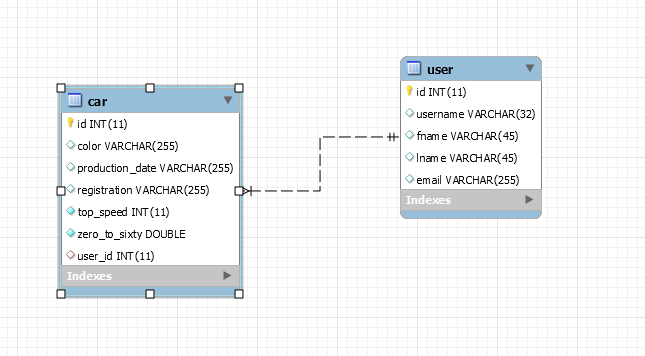 car
id INT(11)
color VARCHAR(255)
production_date VARCHAR(255)
registration VARCHAR(255)
top_speed INT(11)
zero_to_sixty DOUBLE
user_id INT(11)
Indexes
user
id INT(11)
username VARCHAR(32)
fname VARCHAR(45)
lname VARCHAR(45)
email VARCHAR(255)
Indexes